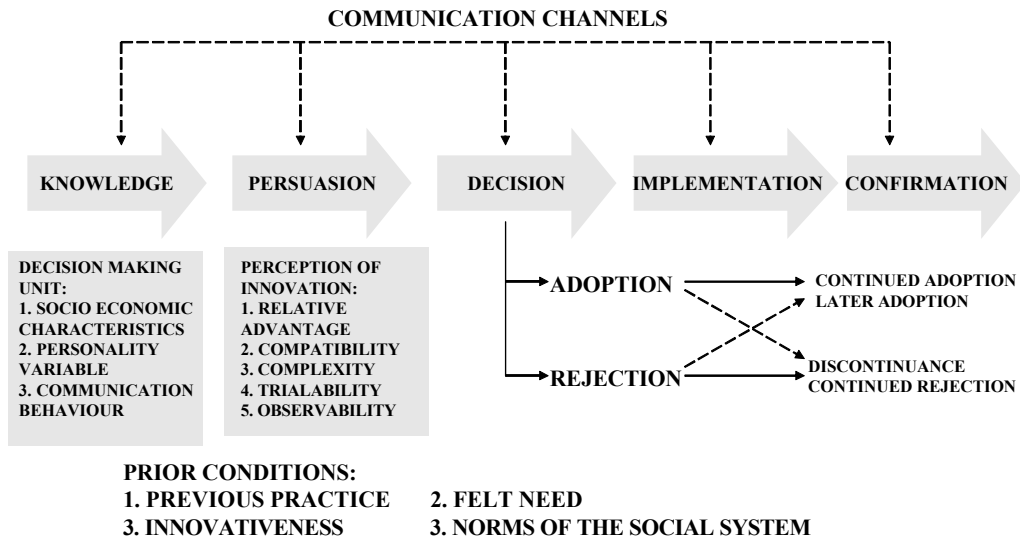 COMMUNICATION CHANNELS
KNOWLEDGE
PERSUASION
DECISION
IMPLEMENTATION
CONFIRMATION
DECISION MAKING
UNIT:
1. SOCIO ECONOMIC
CHARACTERISTICS
2. PERSONALITY
VARIABLE
3. COMMUNICATION
BEHAVIOUR
PERCEPTION OF
INNOVATION:
1. RELATIVE
ADVANTAGE
2. COMPATIBILITY
3. COMPLEXITY
4. TRIALABILITY
5. OBSERVABILITY
ADOPTION
REJECTION
CONTINUED ADOPTION
LATER ADOPTION
DISCONTINUANCE
CONTINUED REJECTION
PRIOR CONDITIONS:
1. PREVIOUS PRACTICE 2. FELT NEED
3. INNOVATIVENESS 3. NORMS OF THE SOCIAL SYSTEM